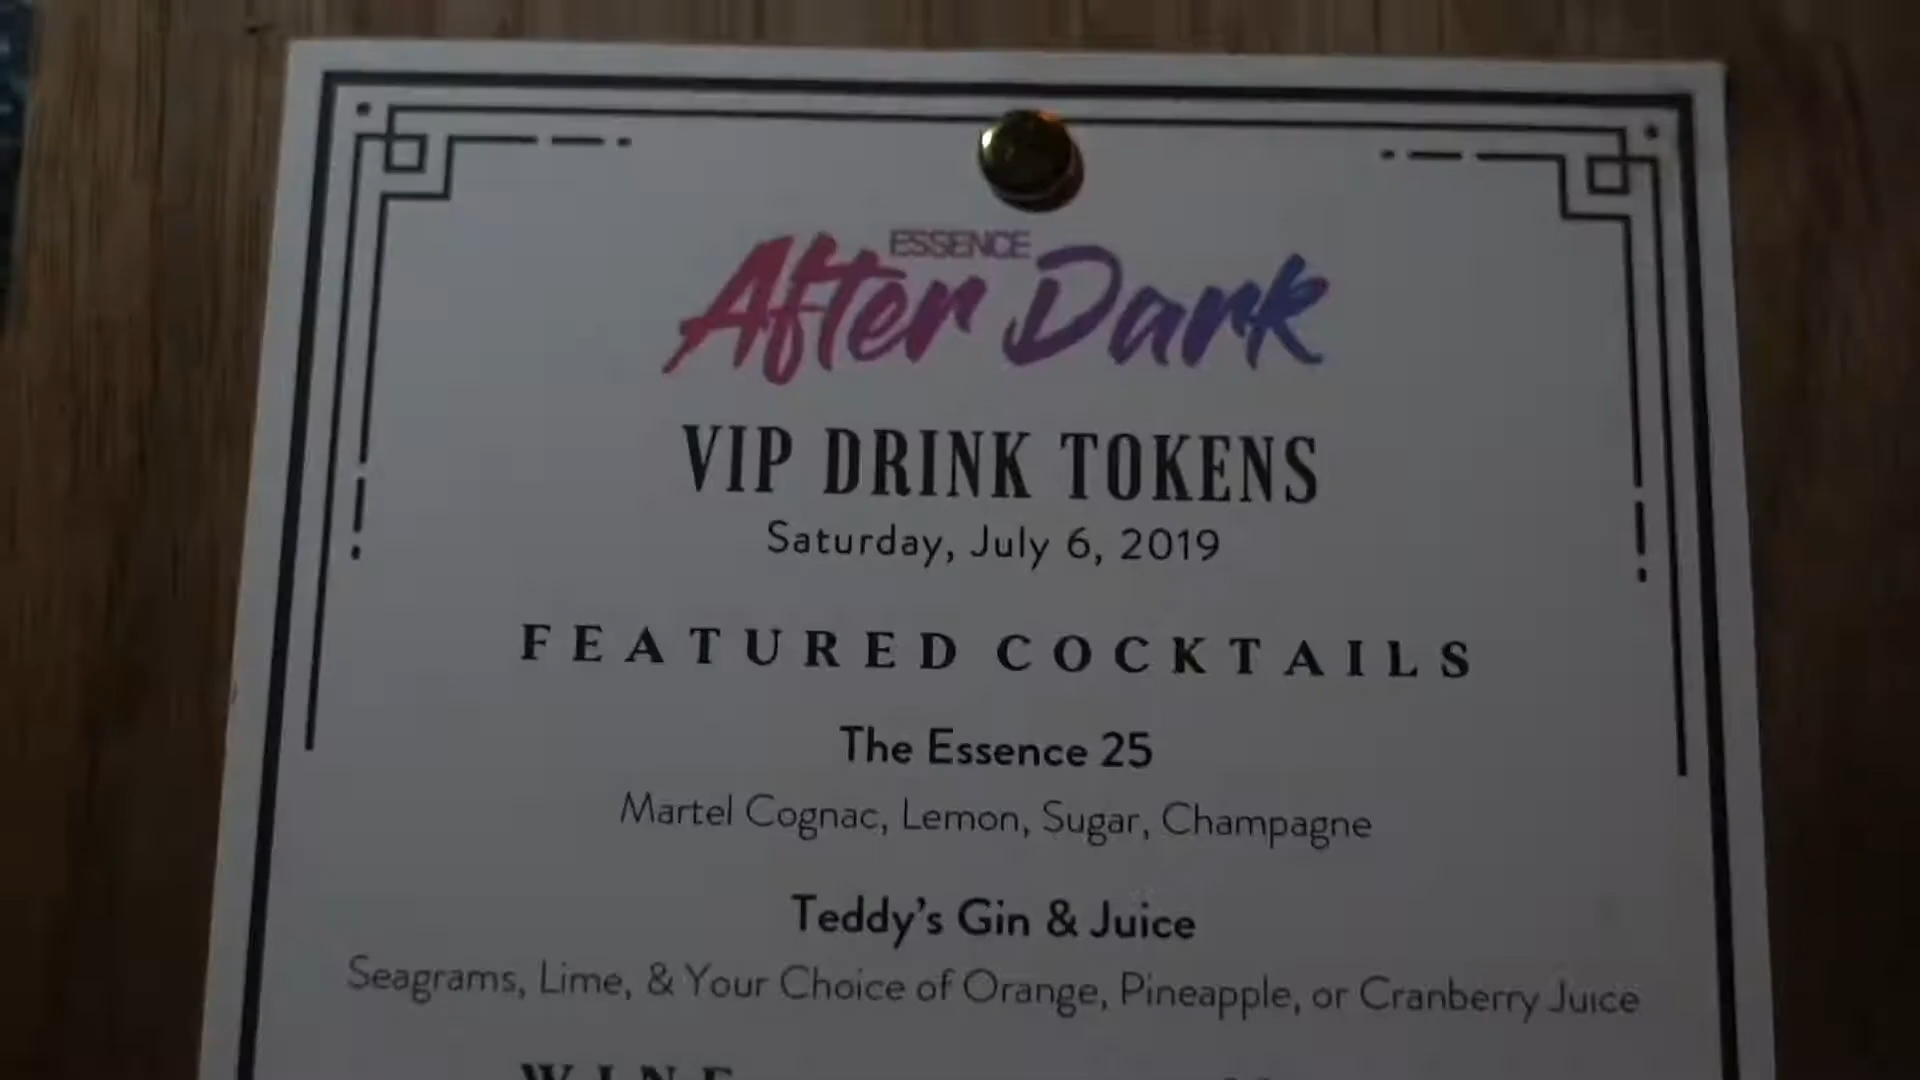 ESSENCE
After Dark
VIP DRINK TOKENS
Saturday, July 6, 2019
FEATURED COCKTAILS
The Essence 25
Martel Cognac, Lemon, Sugar, Champagne
Teddy's Gin & Juice
Seagrams, Lime, & Your Choice of Orange, Pineapple, or Cranberry Juice
WINE